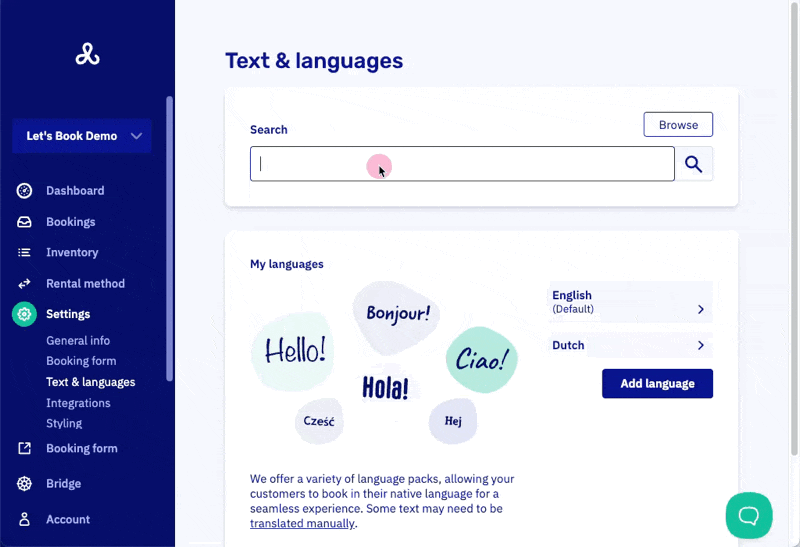 Let's Book Demo
Dashboard
Bookings
Inventory
Rental method
Settings
General info
Booking form
Text & languages
Integrations
Styling
Booking form
Bridge
Account
Text & languages
Search
Browse
My languages
Hello!
Bonjour!
Ciao!
Hola!
Cześć
Hej
English
(Default)
Dutch
Add language
We offer a variety of language packs, allowing your
customers to book in their native language for a
seamless experience. Some text may need to be
translated manually.